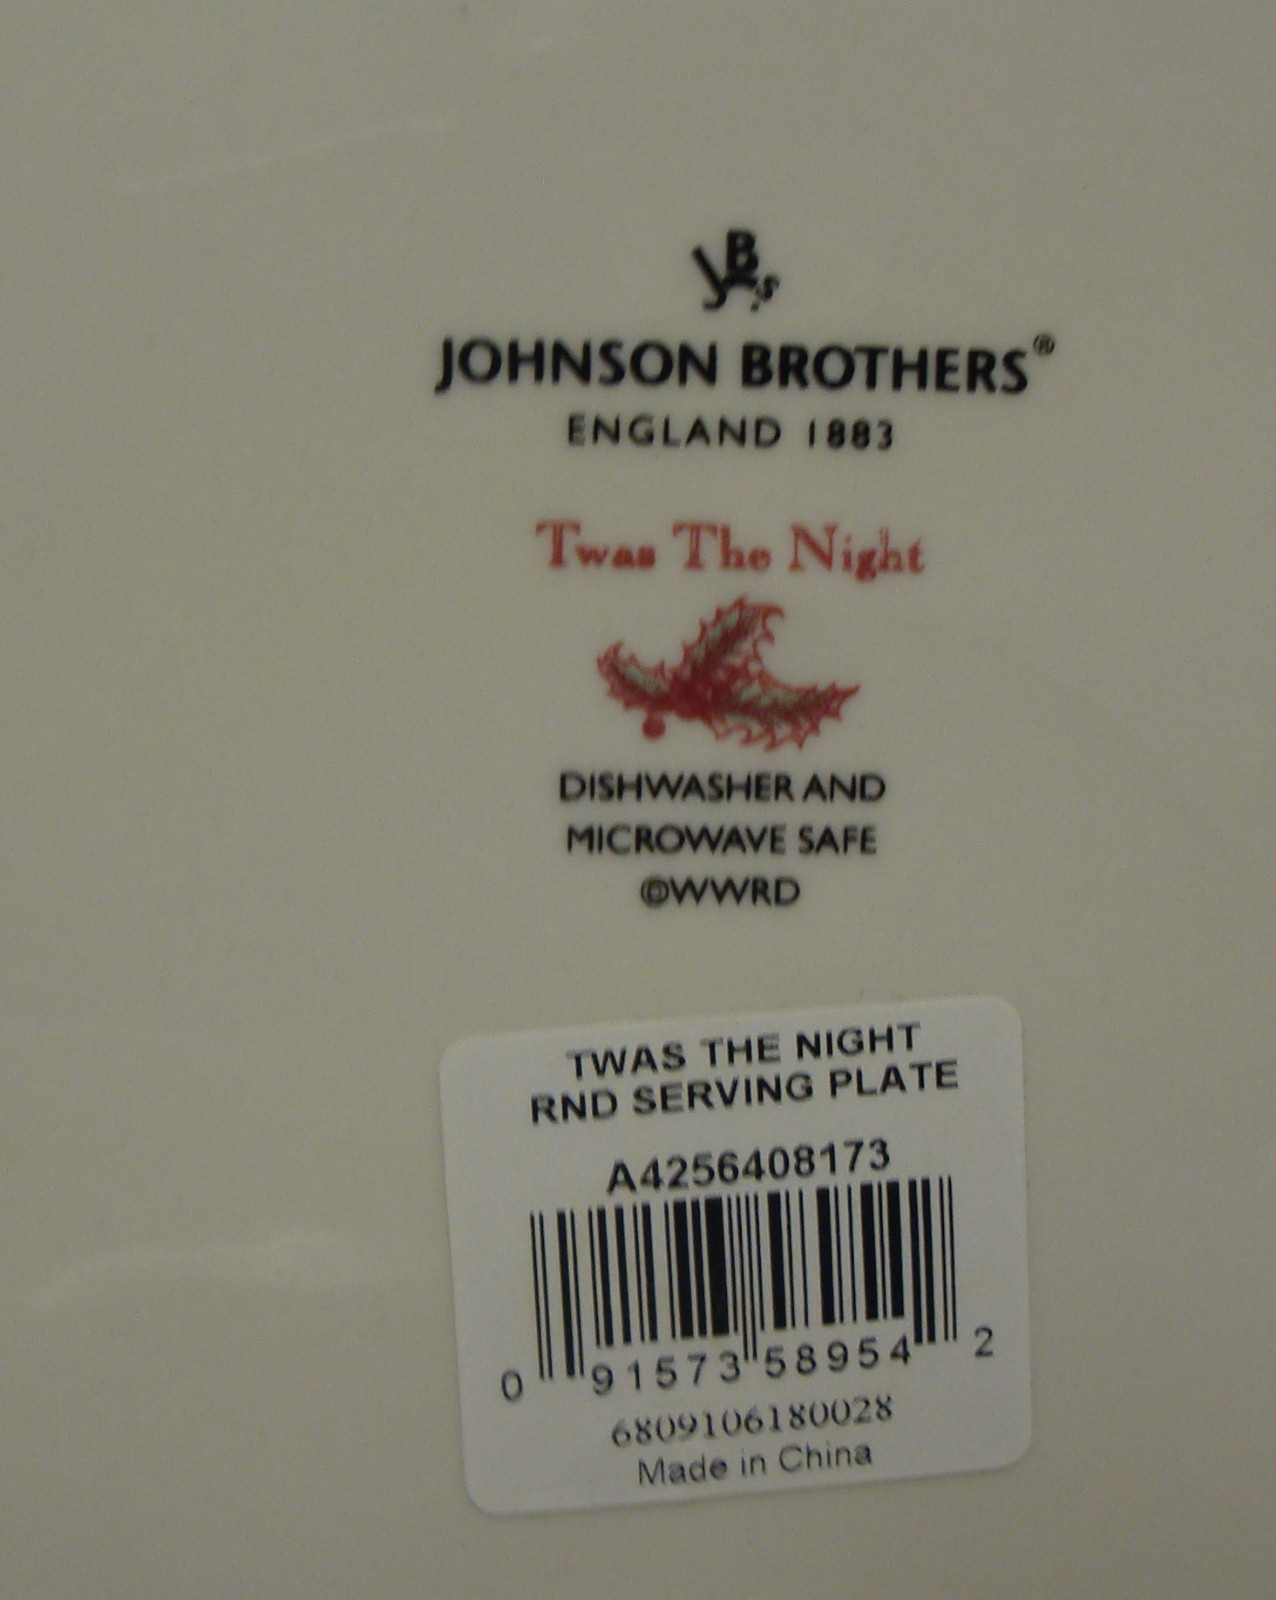 JBros
JOHNSON BROTHERS®
ENGLAND 1883
Twas The Night
DISHWASHER AND
MICROWAVE SAFE
©WWRD
TWAS THE NIGHT
RND SERVING PLATE
A4256408173
0 91573 58954 2
6809106180028
Made in China